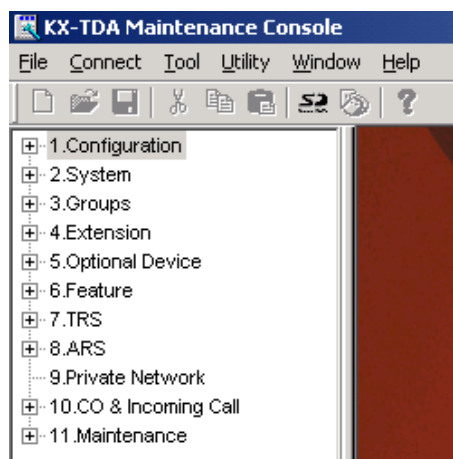 KX-TDA Maintenance Console
File Connect Tool Utility Window Help
1.Configuration
2.System
3.Groups
4.Extension
5.Optional Device
6.Feature
7.TRS
8.ARS
9.Private Network
10.CO & Incoming Call
11.Maintenance